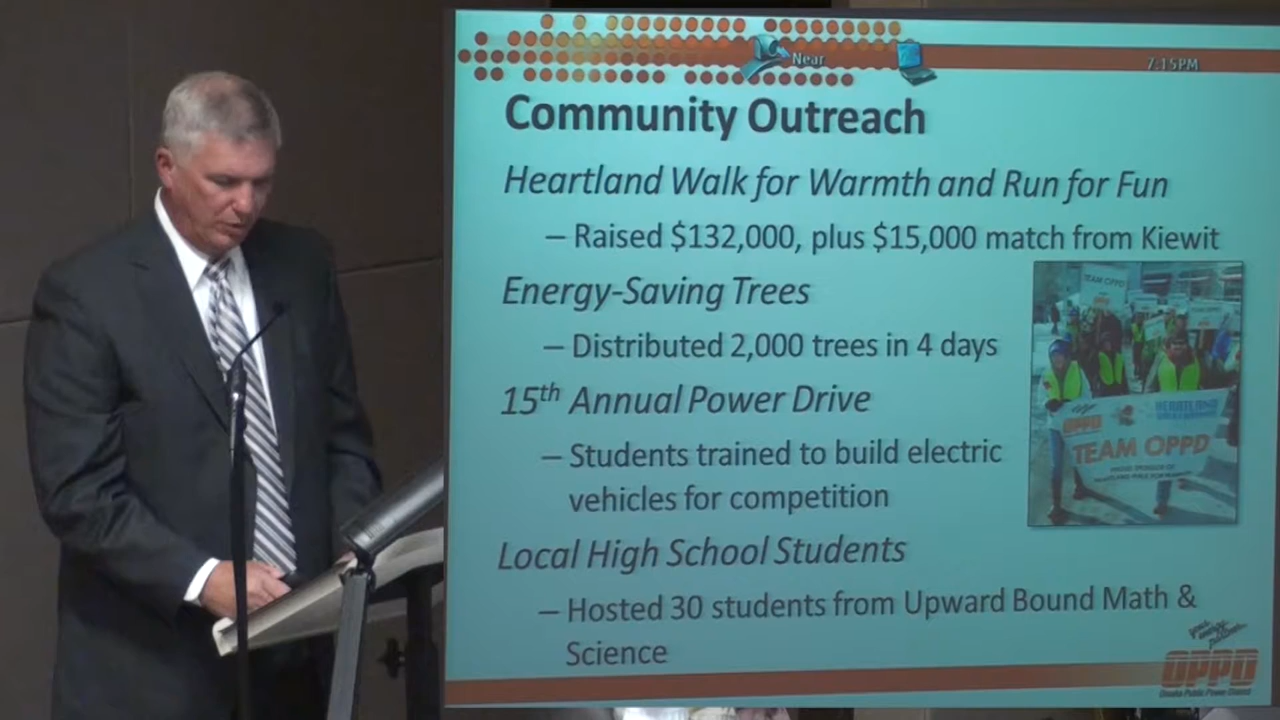 Near
7:15PM
Community Outreach
Heartland Walk for Warmth and Run for Fun
– Raised $132,000, plus $15,000 match from Kiewit
Energy-Saving Trees
– Distributed 2,000 trees in 4 days
15th Annual Power Drive
– Students trained to build electric
vehicles for competition
Local High School Students
– Hosted 30 students from Upward Bound Math &
Science
TEAM OPPD
OPPD
HEARTLAND
TEAM OPPD
OPPD
Omaha Public Power District